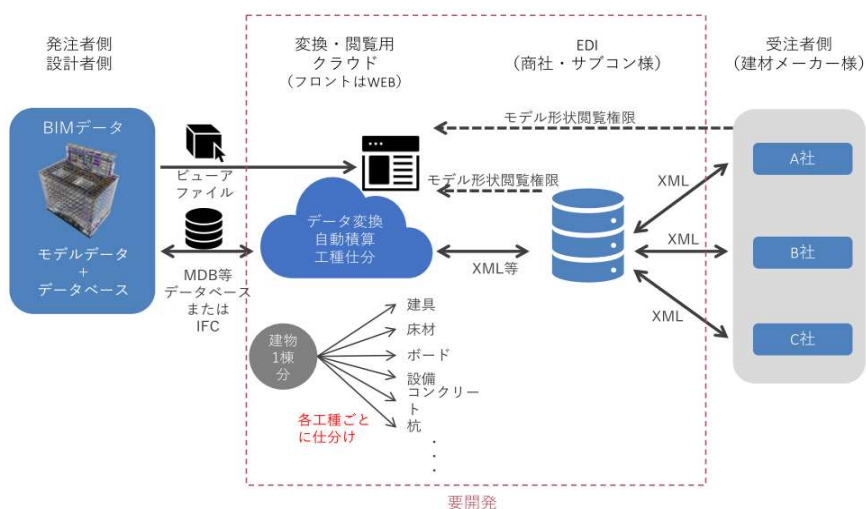 発注者側
設計者側
変換・閲覧用
クラウド
(フロントはWEB)
EDI
(商社・サブコン様)
受注者側
(建材メーカー様)
BIMデータ
モデルデータ
+
データベース
ビューア
ファイル
MDB等
データベース
または
IFC
モデル形状閲覧権限
モデル形状閲覧権限
データ変換
自動積算
工種仕分
XML等
XML
XML
XML
A社
B社
C社
建物
1棟
分
建具
床材
ボード
設備
コンクリー
ト
杭
・
・
・
各工種ごと
に仕分け
要開発